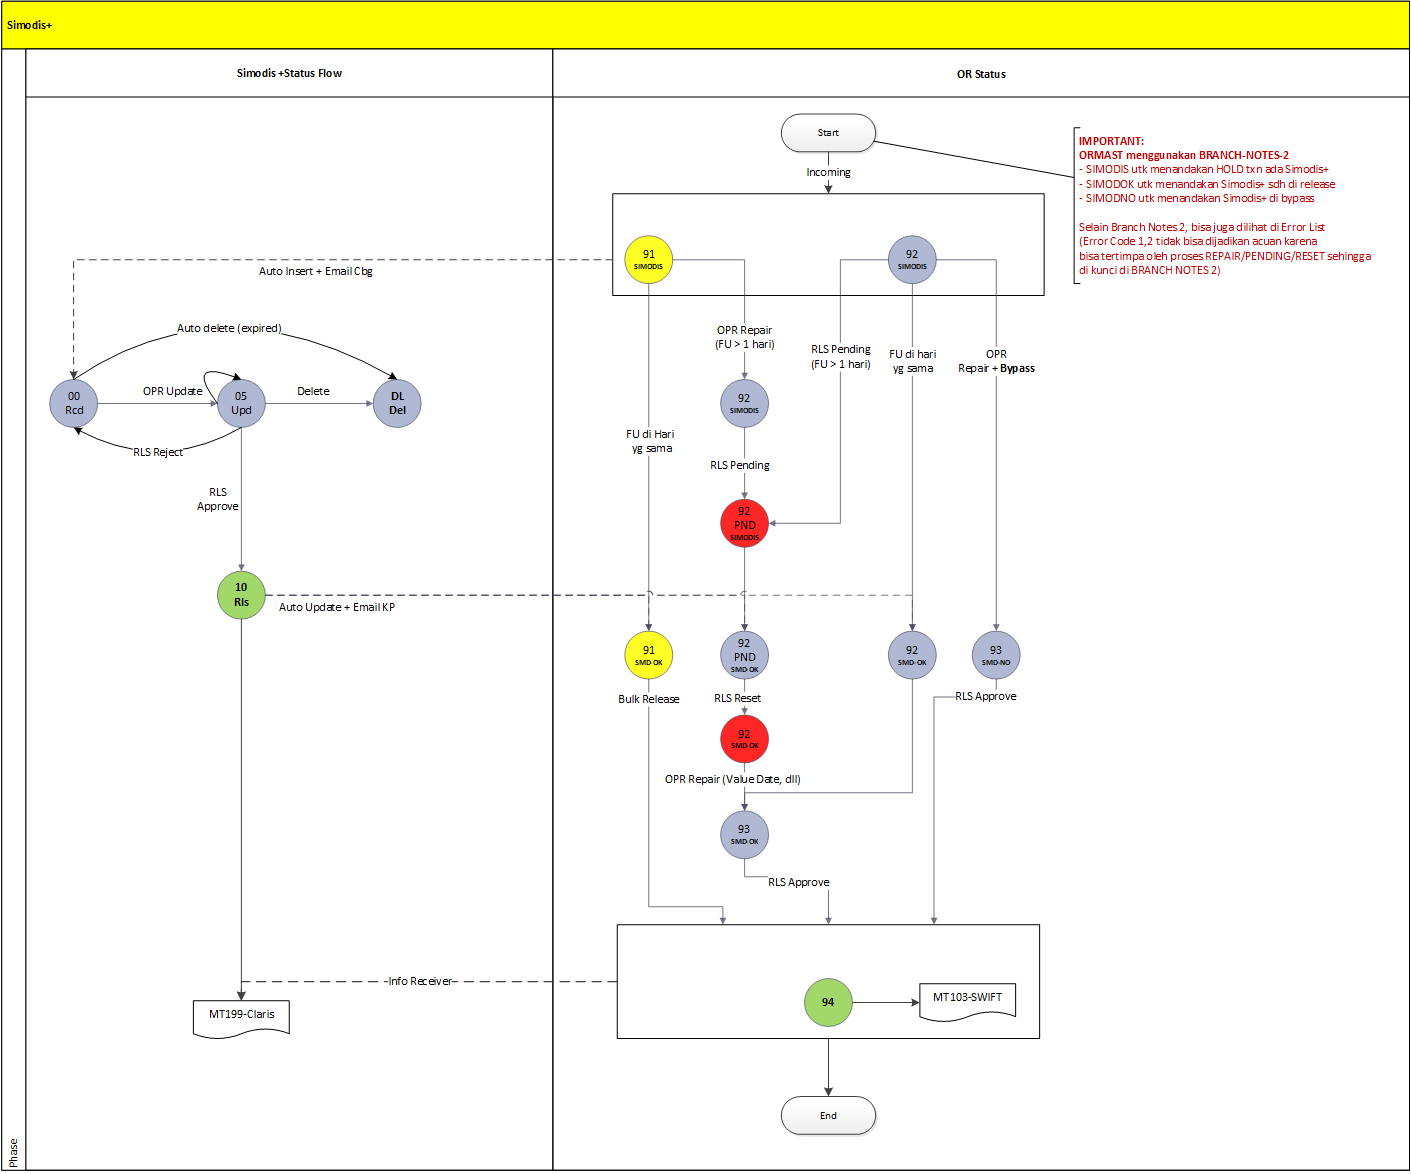 Simodis+
Simodis +Status Flow
OR Status
Start
Incoming
IMPORTANT:
ORMAST menggunakan BRANCH-NOTES-2
- SIMODIS utk menandakan HOLD txn ada Simodis+
- SIMODOK utk menandakan Simodis+ sdh di release
- SIMODNO utk menandakan Simodis+ di bypass
Selain Branch Notes 2, bisa juga dilihat di Error List
(Error Code 1,2 tidak bisa dijadikan acuan karena
bisa tertimpa oleh proses REPAIR/PENDING/RESET sehingga
di kunci di BRANCH NOTES 2)
91
SIMODIS
92
SIMODIS
Auto Insert + Email Cbg
Auto delete (expired)
OPR Repair
(FU > 1 hari)
RLS Pending
(FU > 1 hari)
FU di hari
yg sama
OPR
Repair + Bypass
00
Rcd
OPR Update
05
Upd
Delete
DL
Del
92
SIMODIS
RLS Reject
FU di Hari
yg sama
RLS Pending
RLS
Approve
92
PND
SIMODIS
10
Rls
Auto Update + Email KP
91
SMD-OK
92
PND
SMD-OK
92
SMD-OK
93
SMD-NO
Bulk Release
RLS Reset
RLS Approve
92
SMD-OK
OPR Repair (Value Date, dll)
93
SMD-OK
RLS Approve
Info Receiver
94
MT103-SWIFT
MT199-Claris
End
Phase